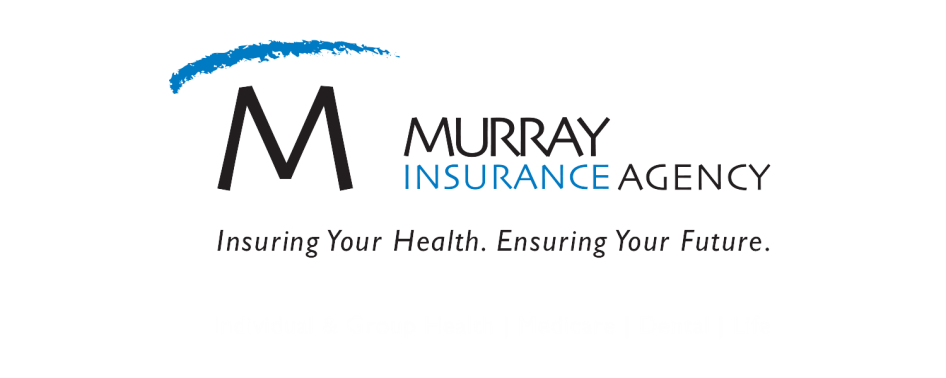 M
MURRAY
INSURANCE AGENCY
Insuring Your Health. Ensuring Your Future.